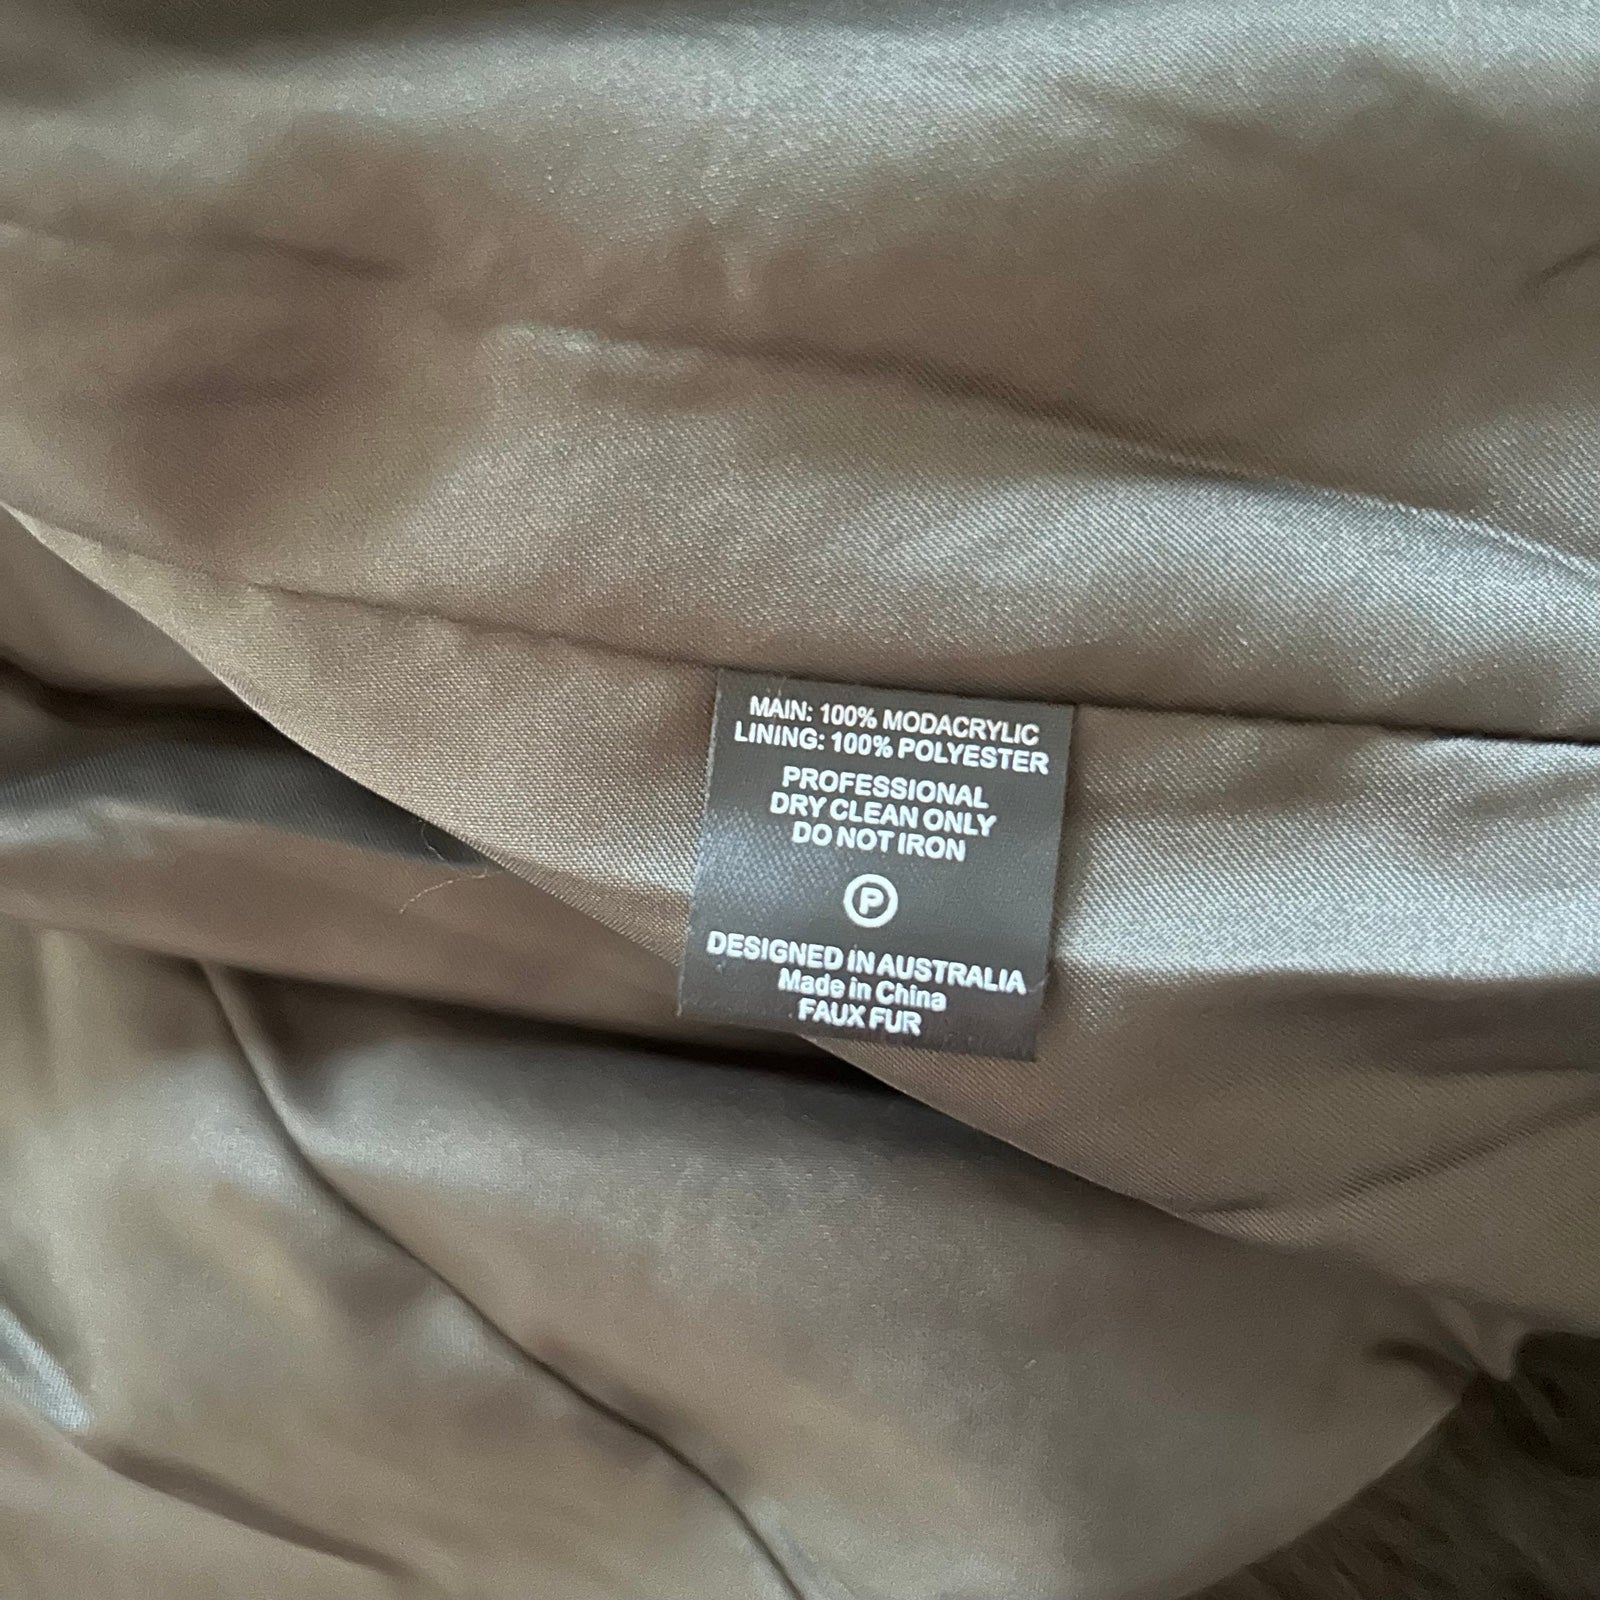 MAIN: 100% MODACRYLIC
LINING: 100% POLYESTER
PROFESSIONAL
DRY CLEAN ONLY
DO NOT IRON
P
DESIGNED IN AUSTRALIA
Made in China
FAUX FUR